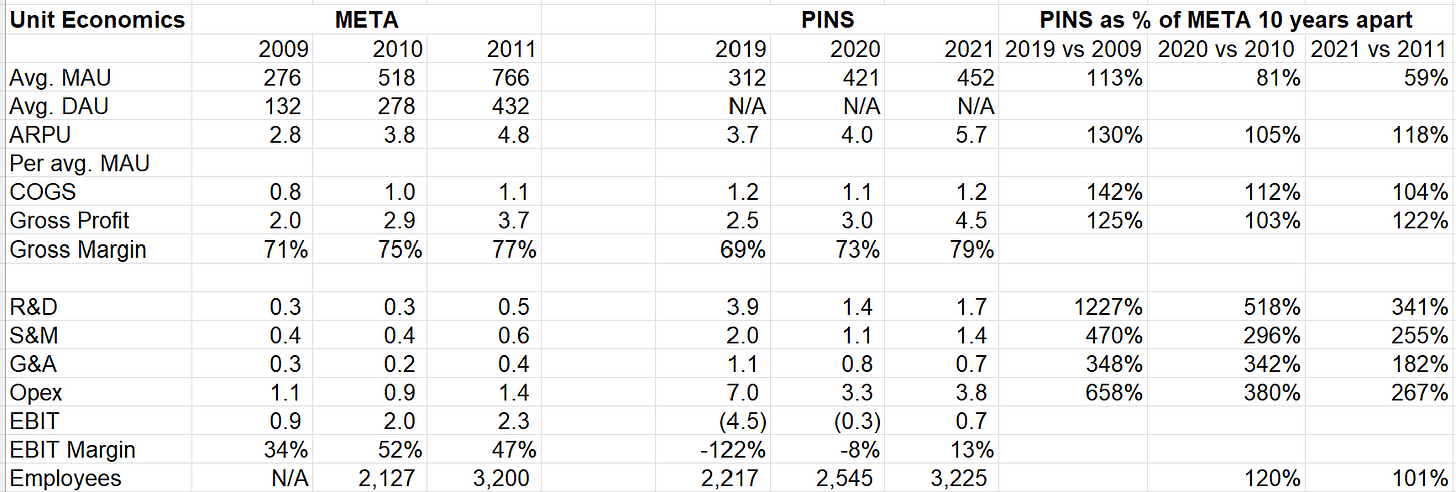 Unit Economics META PINS PINS as % of META 10 years apart
2009 2010 2011 2019 2020 2021 2019 vs 2009 2020 vs 2010 2021 vs 2011
Avg. MAU 276 518 766 312 421 452 113% 81% 59%
Avg. DAU 132 278 432 N/A N/A N/A
ARPU 2.8 3.8 4.8 3.7 4.0 5.7 130% 105% 118%
Per avg. MAU
COGS 0.8 1.0 1.1 1.2 1.1 1.2 142% 112% 104%
Gross Profit 2.0 2.9 3.7 2.5 3.0 4.5 125% 103% 122%
Gross Margin 71% 75% 77% 69% 73% 79%
R&D 0.3 0.3 0.5 3.9 1.4 1.7 1227% 518% 341%
S&M 0.4 0.4 0.6 2.0 1.1 1.4 470% 296% 255%
G&A 0.3 0.2 0.4 1.1 0.8 0.7 348% 342% 182%
Opex 1.1 0.9 1.4 7.0 3.3 3.8 658% 380% 267%
EBIT 0.9 2.0 2.3 (4.5) (0.3) 0.7
EBIT Margin 34% 52% 47% -122% -8% 13%
Employees N/A 2,127 3,200 2,217 2,545 3,225 120% 101%